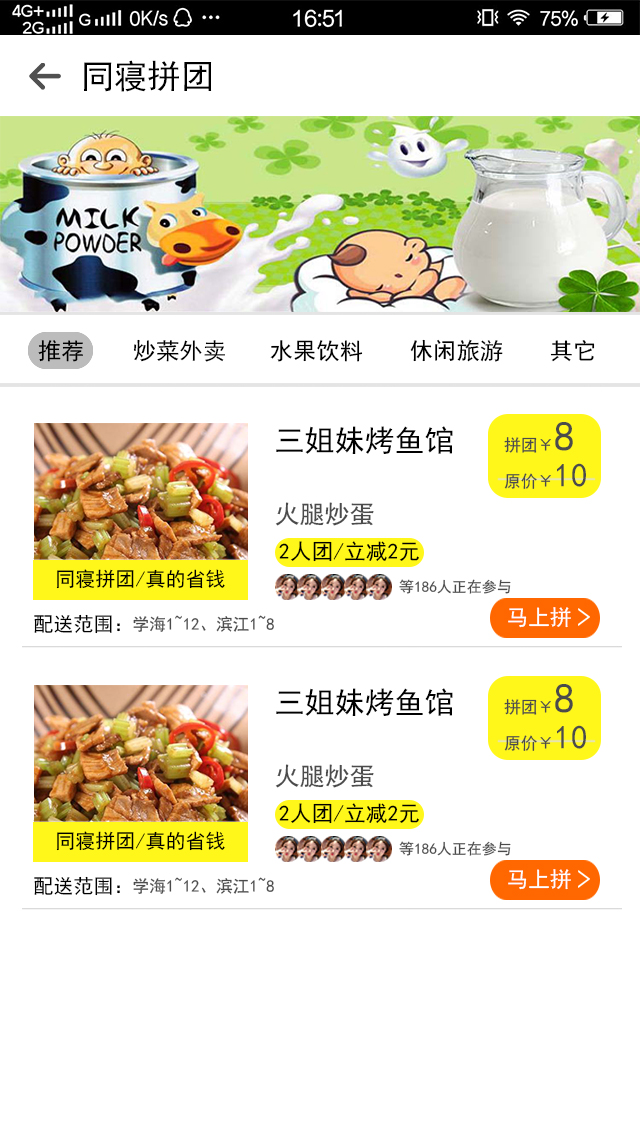 4G+ G 0K/s ··· 16:51 75%
2G
同寝拼团
MILK
POWDER
推荐 炒菜外卖 水果饮料 休闲旅游 其它
三姐妹烤鱼馆
拼团¥8
原价¥10
火腿炒蛋
2人团/立减2元
同寝拼团/真的省钱
等186人正在参与
配送范围：学海1~12、滨江1~8
马上拼
三姐妹烤鱼馆
拼团¥8
原价¥10
火腿炒蛋
2人团/立减2元
同寝拼团/真的省钱
等186人正在参与
配送范围：学海1~12、滨江1~8
马上拼